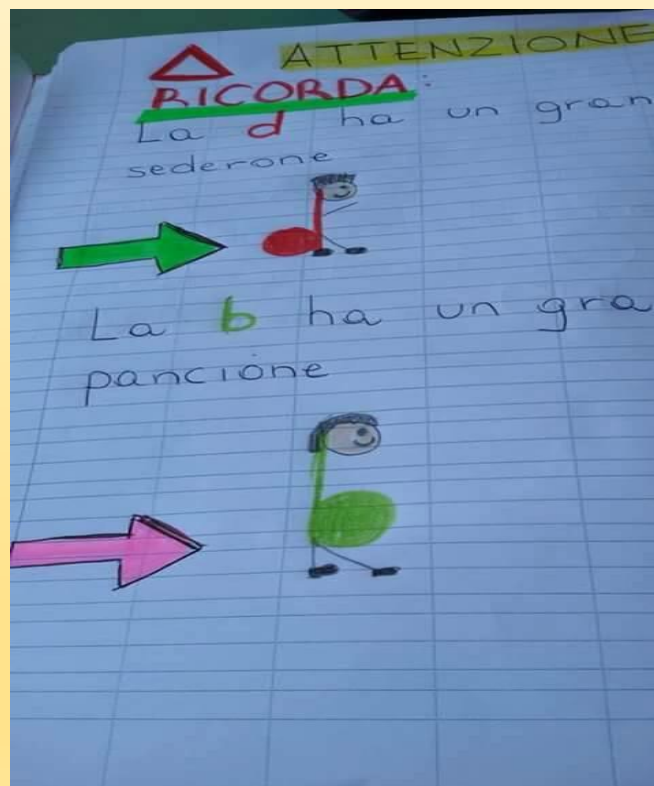 ATTENZIONE
RICORDA:
La d ha un gran
sederone
La b ha un gra
pancione